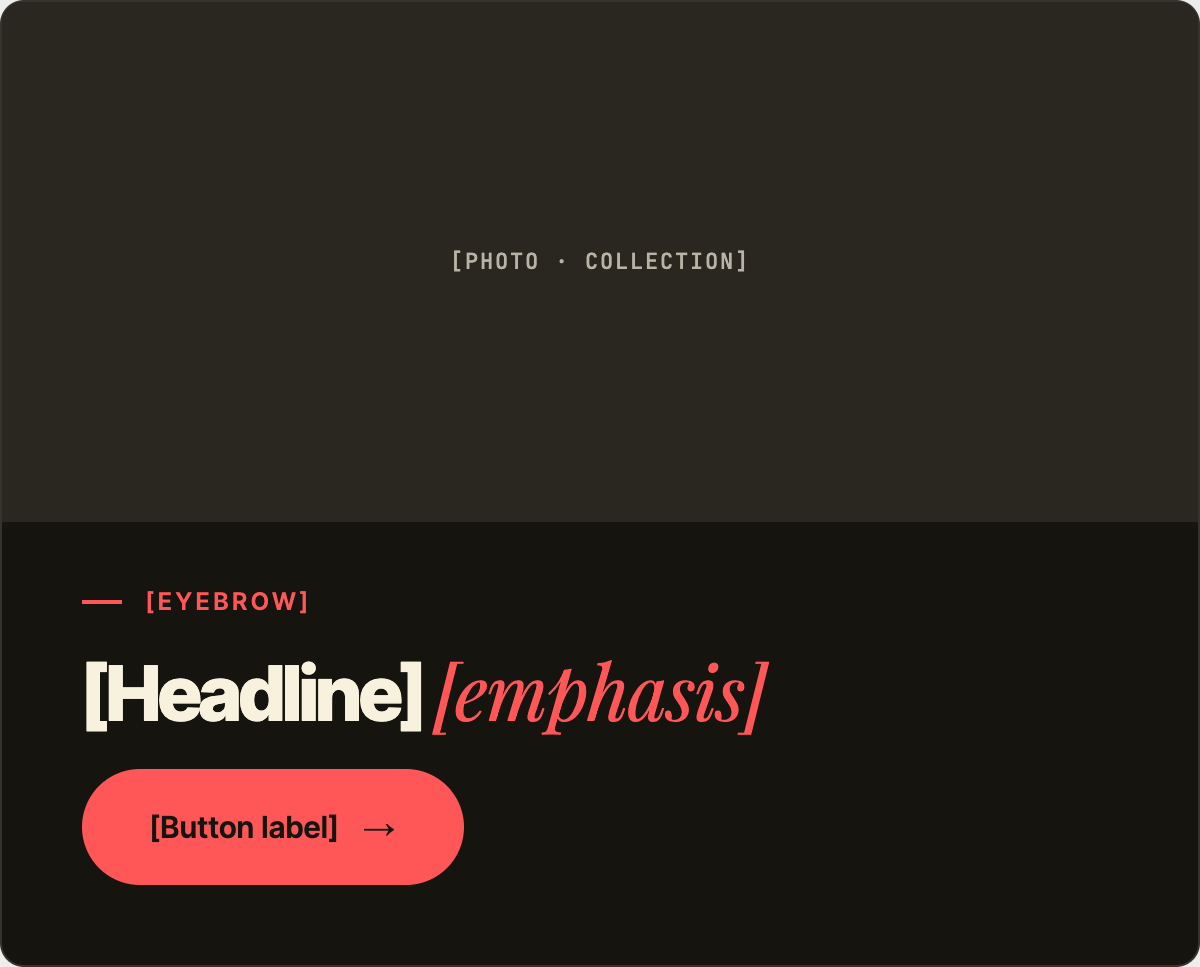 [PHOTO · COLLECTION]
[EYEBROW]
[Headline] [emphasis]
[Button label] →